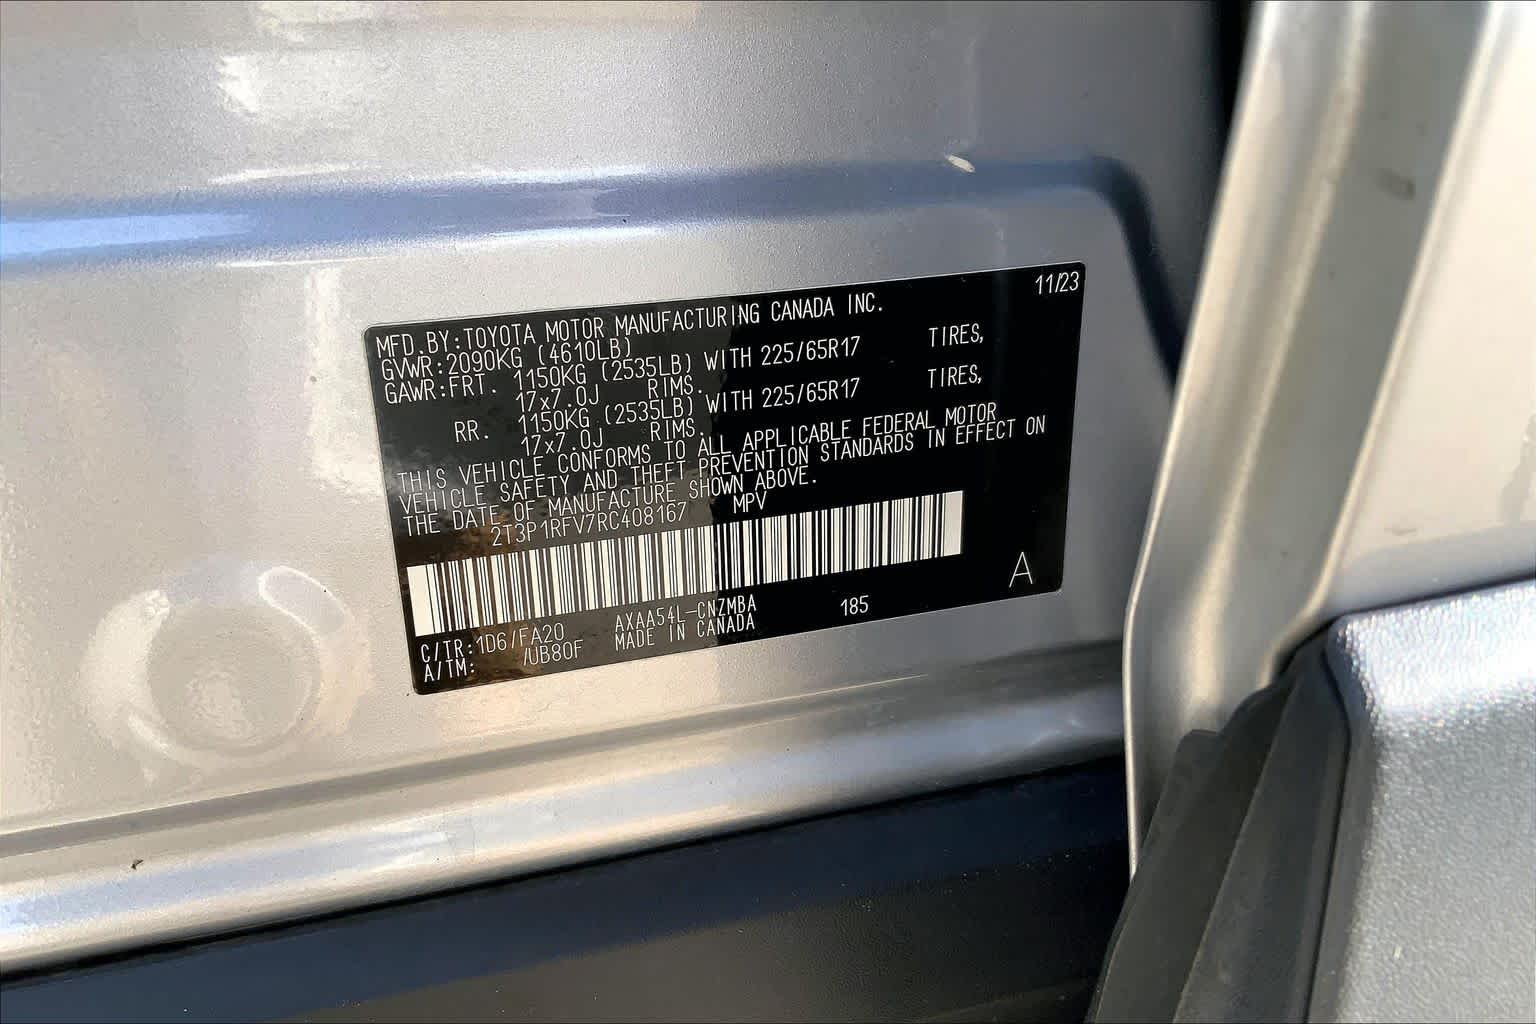 11/23
MFD.BY:TOYOTA MOTOR MANUFACTURING CANADA INC.
GVWR:2090KG (4610LB)
GAWR:FRT. 1150KG (2535LB) WITH 225/65R17 TIRES,
17x7.0J RIMS.
RR. 1150KG (2535LB) WITH 225/65R17 TIRES,
17x7.0J RIMS.
THIS VEHICLE CONFORMS TO ALL APPLICABLE FEDERAL MOTOR
VEHICLE SAFETY AND THEFT PREVENTION STANDARDS IN EFFECT ON
THE DATE OF MANUFACTURE SHOWN ABOVE.
2T3P1RFV7RC408167 MPV
A
C/TR:1D6/FA20 AXAA54L-CNZMBA 185
A/TM: /UB80F MADE IN CANADA